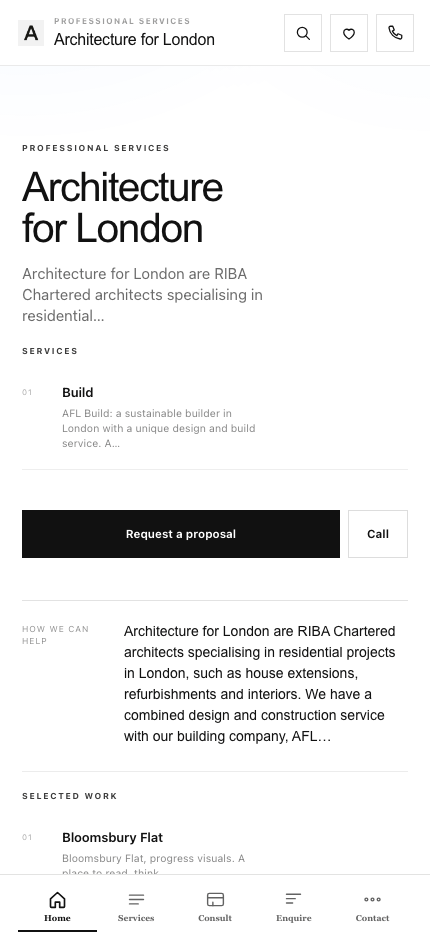 A
PROFESSIONAL SERVICES
Architecture for London
PROFESSIONAL SERVICES
Architecture
for London
Architecture for London are RIBA
Chartered architects specialising in
residential...
SERVICES
01
Build
AFL Build: a sustainable builder in
London with a unique design and build
service. A...
Request a proposal
Call
HOW WE CAN
HELP
Architecture for London are RIBA Chartered
architects specialising in residential projects
in London, such as house extensions,
refurbishments and interiors. We have a
combined design and construction service
with our building company, AFL…
SELECTED WORK
01
Bloomsbury Flat
Bloomsbury Flat, progress visuals. A
place to read, think
Home
Services
Consult
Enquire
Contact